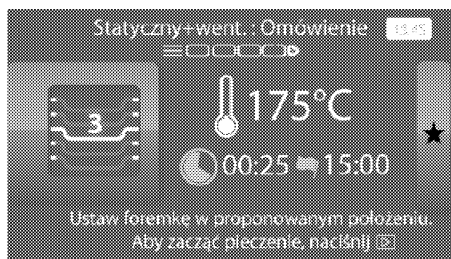 Statyczny+went. : Omówienie
3
175°C
00:25 15:00
Ustaw foremkę w proponowanym położeniu.
Aby zacząć pieczenie, naciśnij